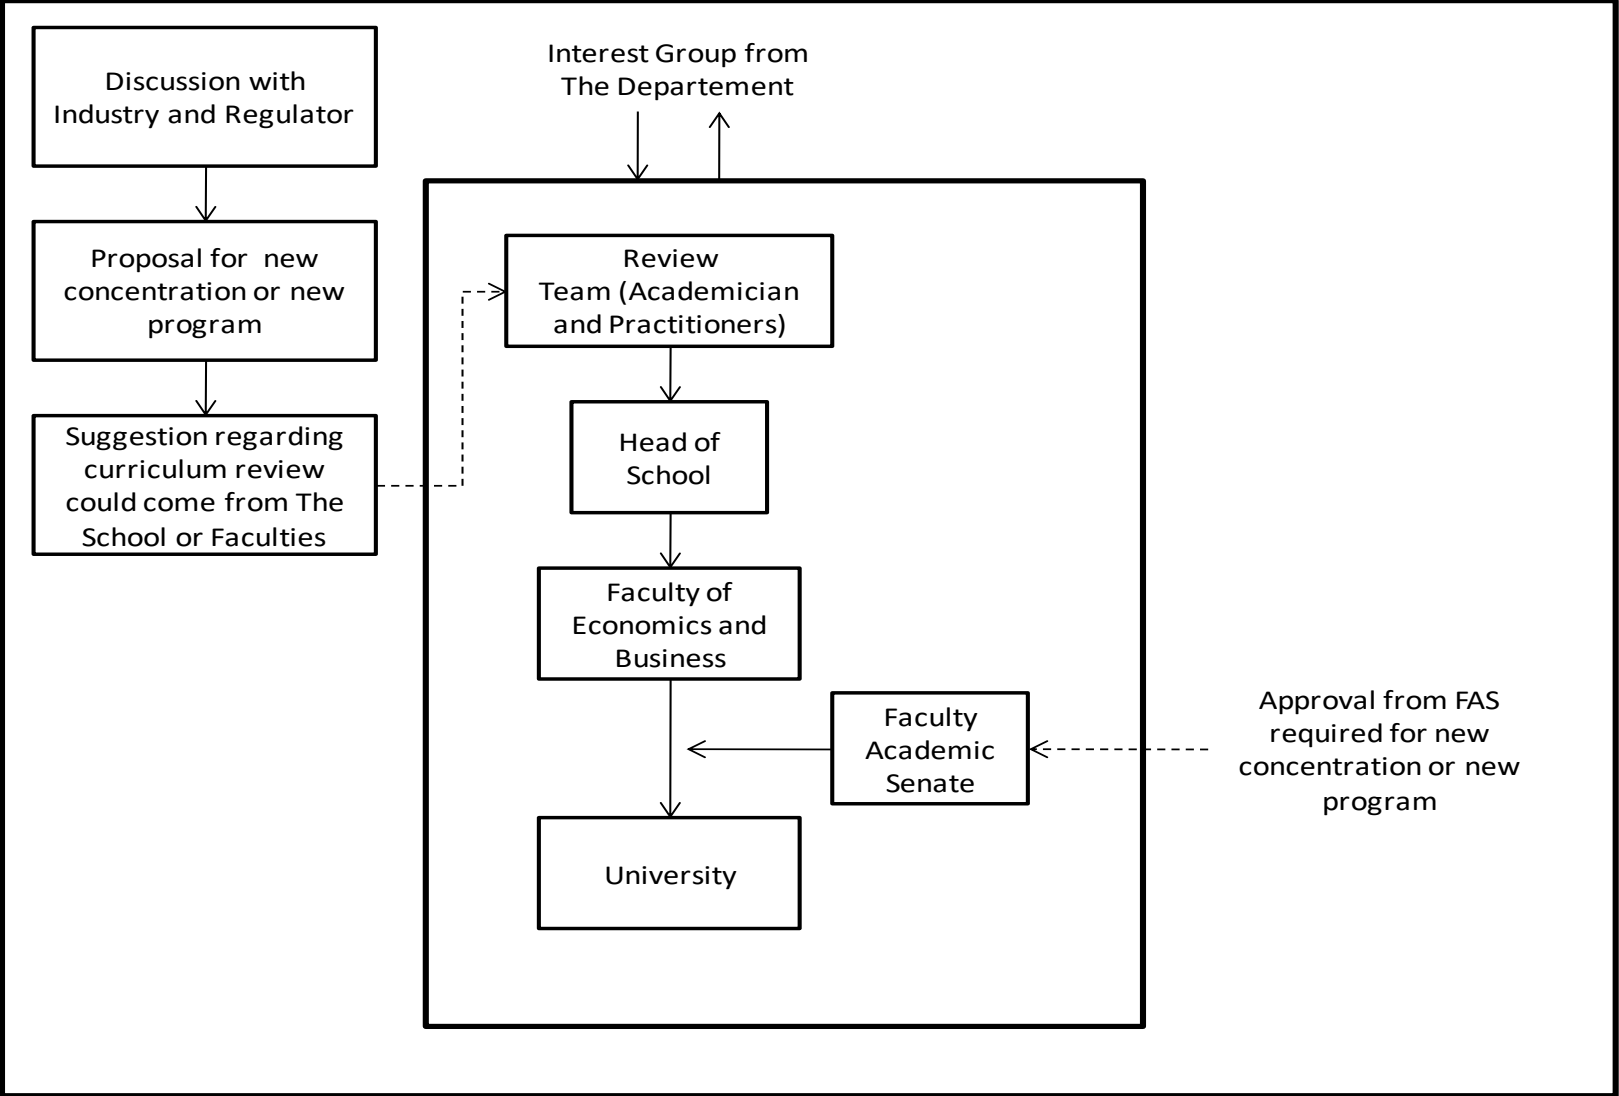 Discussion with
Industry and Regulator
Proposal for new
concentration or new
program
Suggestion regarding
curriculum review
could come from The
School or Faculties
Interest Group from
The Departement
Review
Team (Academician
and Practitioners)
Head of
School
Faculty of
Economics and
Business
Faculty
Academic
Senate
University
Approval from FAS
required for new
concentration or new
program